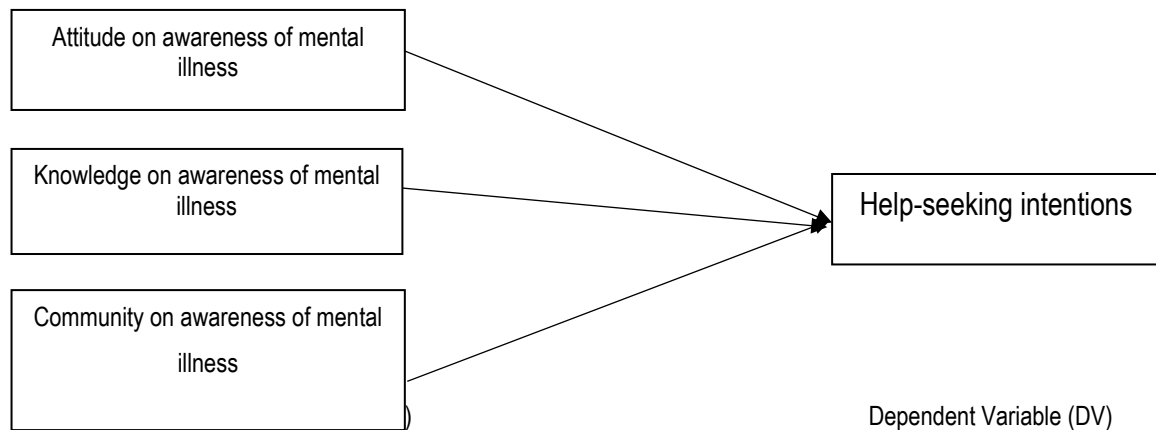 Attitude on awareness of mental
illness
Knowledge on awareness of mental
illness
Help-seeking intentions
Community on awareness of mental
illness
)
Dependent Variable (DV)